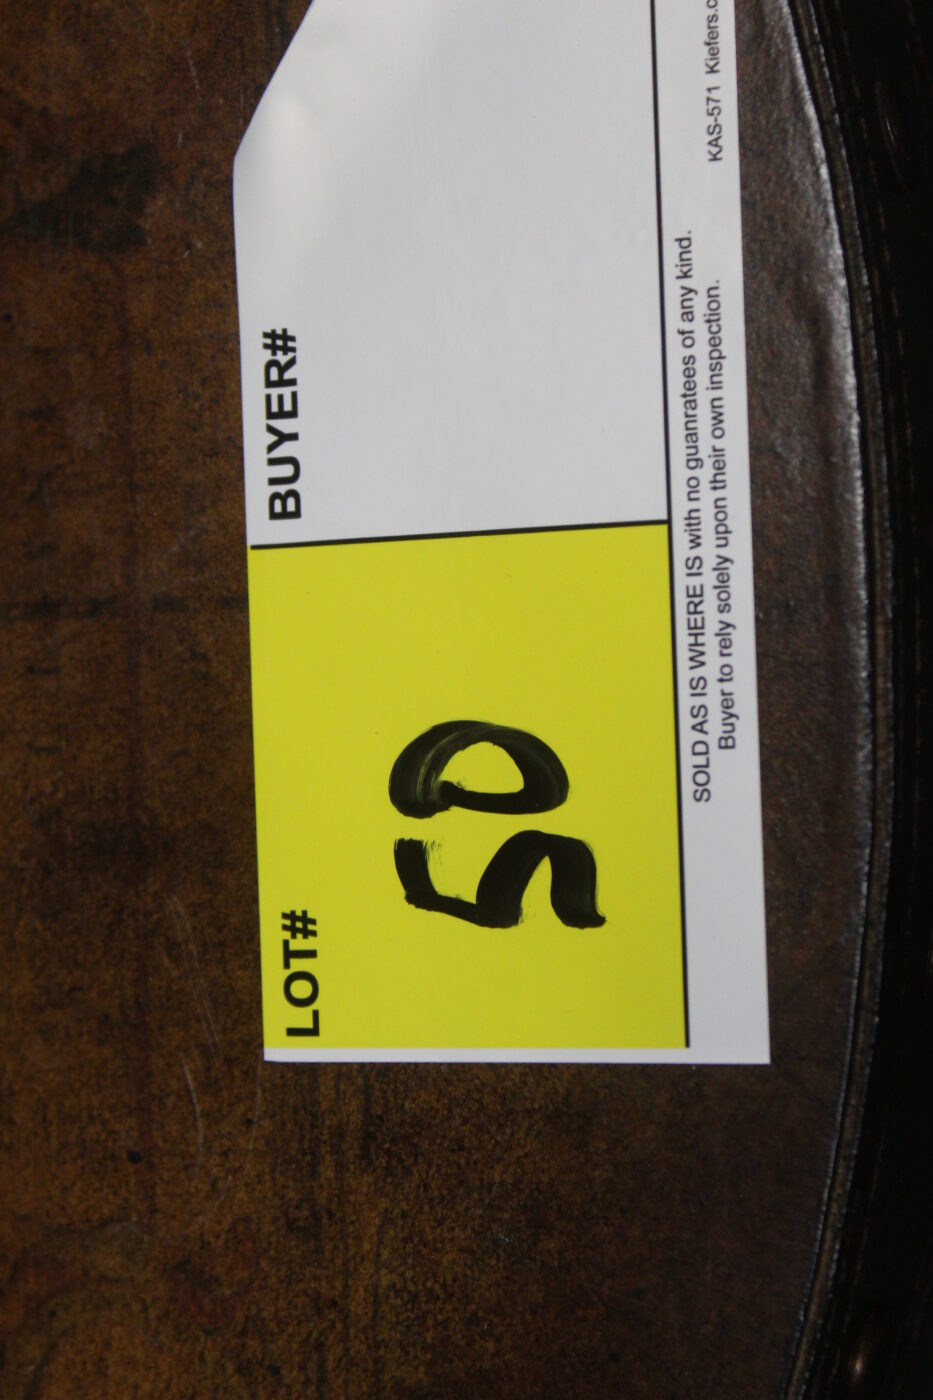 LOT#
BUYER#
50
SOLD AS IS WHERE IS with no guanratees of any kind.
Buyer to rely solely upon their own inspection.
KAS-571 Kiefers.c